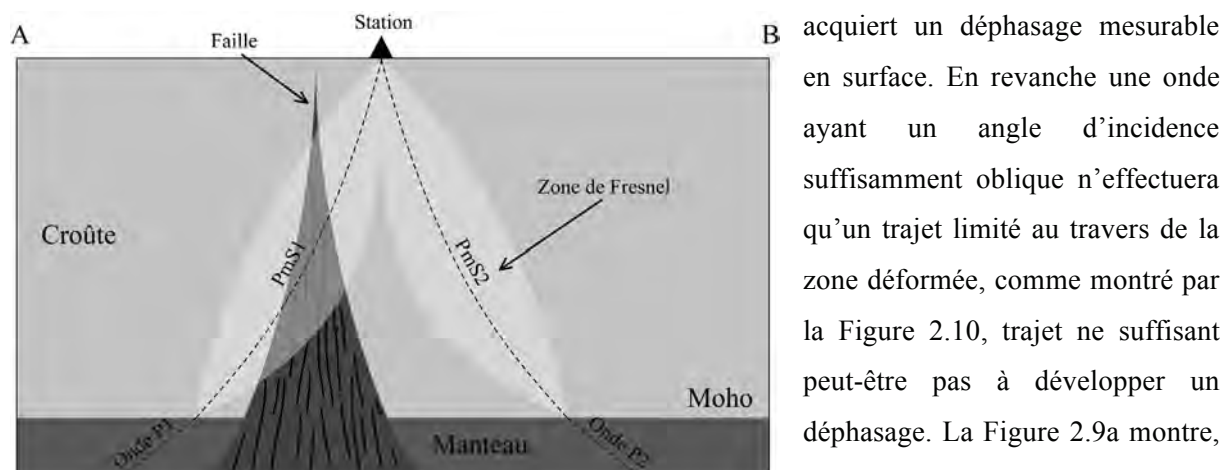 A
Faille
Station
B
Zone de Fresnel
Croûte
PmS1
PmS2
Moho
Onde P1
Manteau
Onde P2
acquiert un déphasage mesurable
en surface. En revanche une onde
ayant un angle d’incidence
suffisamment oblique n’effectuera
qu’un trajet limité au travers de la
zone déformée, comme montré par
la Figure 2.10, trajet ne suffisant
peut-être pas à développer un
déphasage. La Figure 2.9a montre,